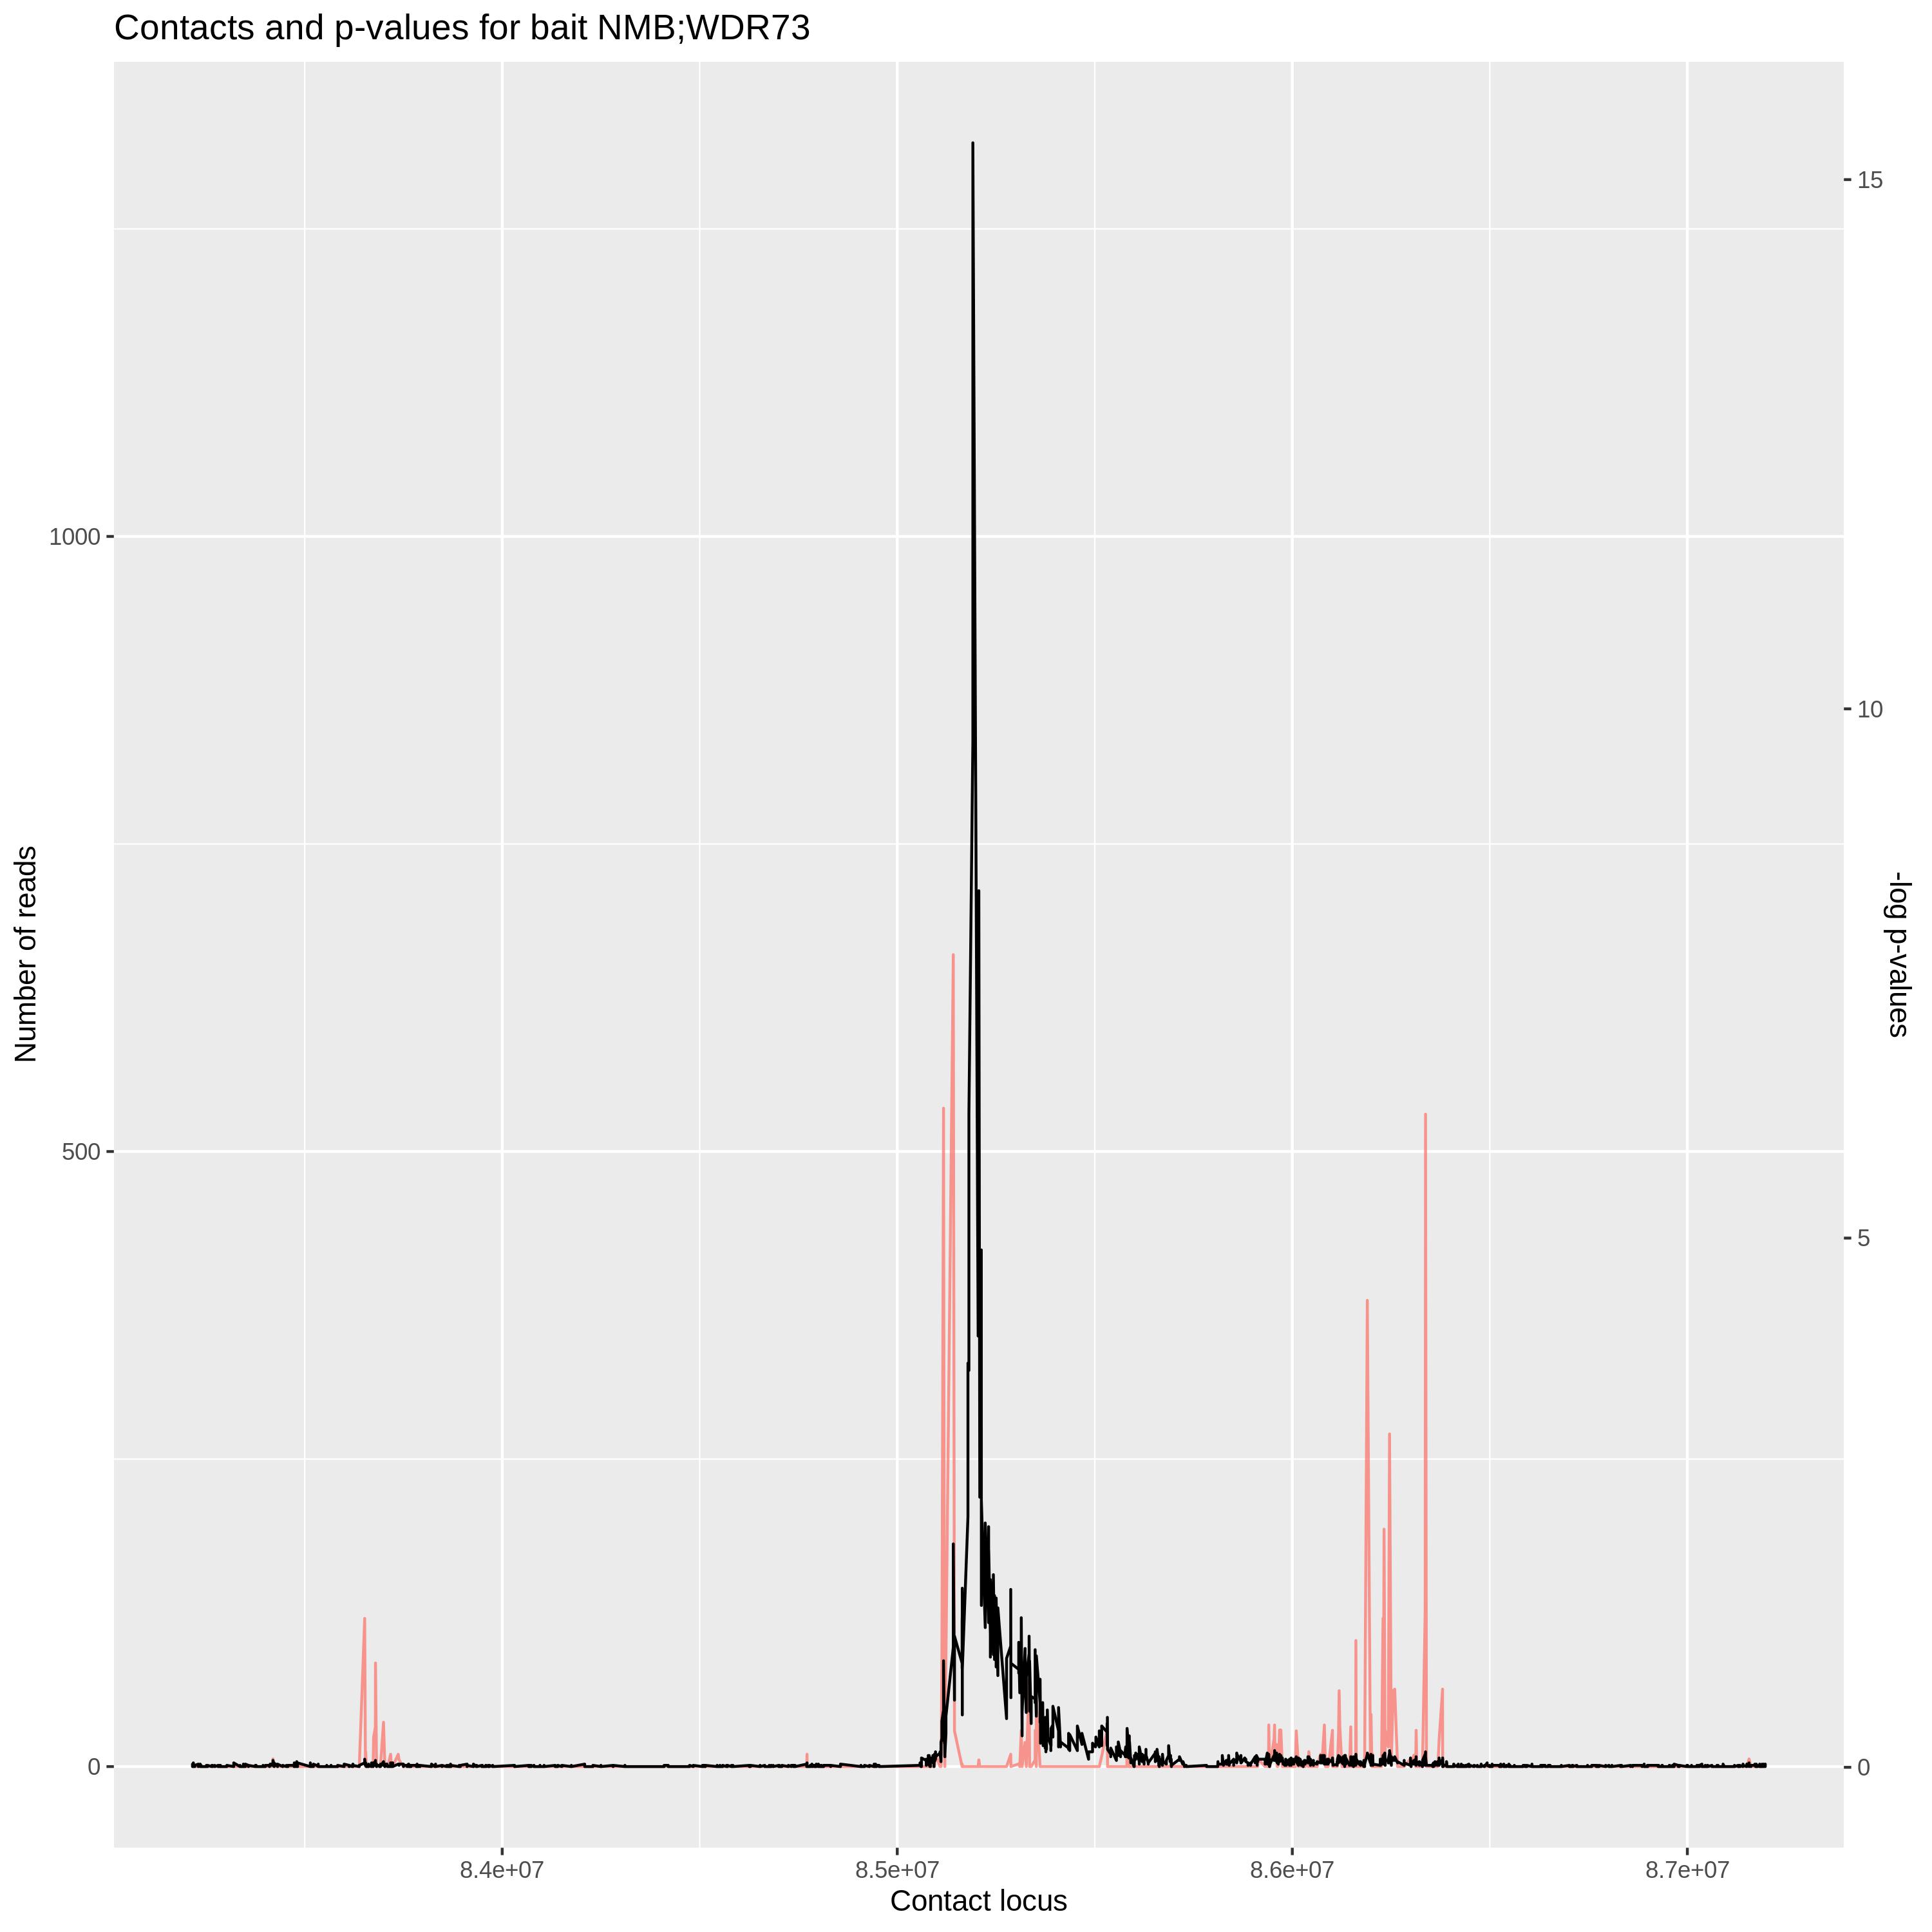 Contacts and p-values for bait NMB;WDR73
Number of reads
1000
500
0
15
10
5
0
-log p-values
8.4e+07
8.5e+07
8.6e+07
8.7e+07
Contact locus